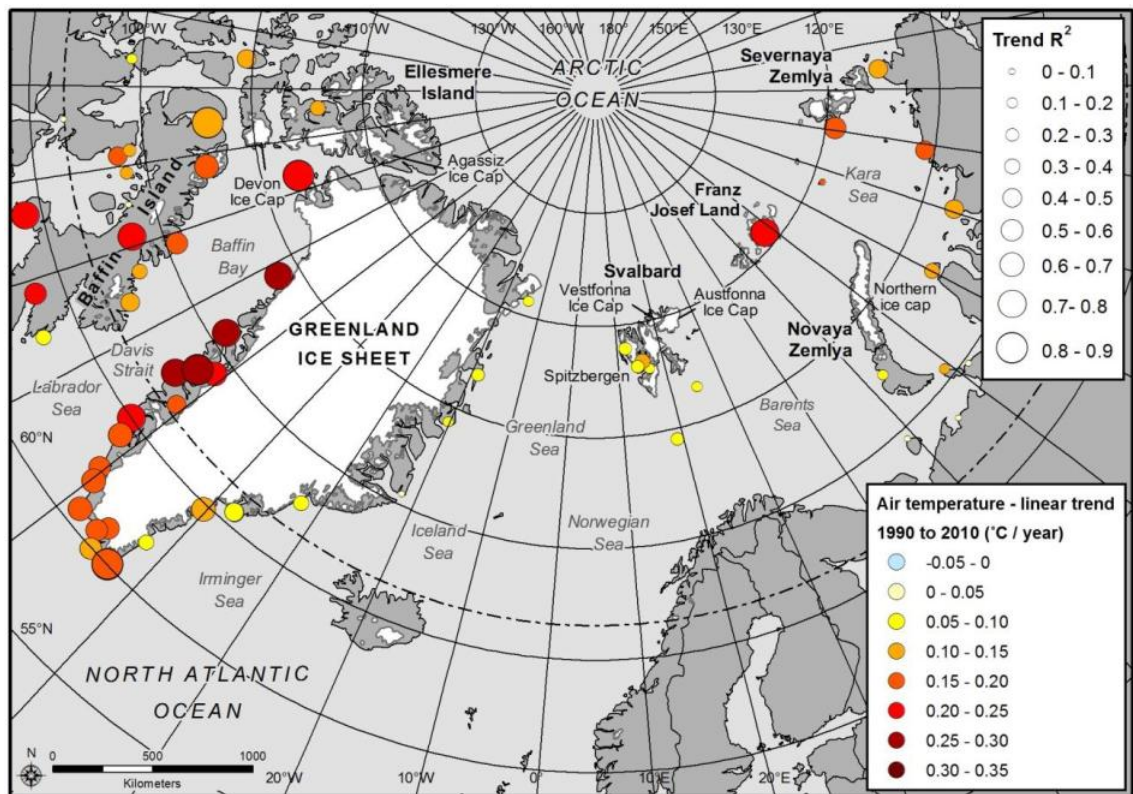 100°W
120°W
140°W
160°W
180°
150°E
120°E
ARCTIC
OCEAN
Ellesmere
Island
Severnaya
Zemlya
Agassiz
Ice Cap
Devon
Ice Cap
Baffin Island
Kara
Sea
Franz
Josef Land
Baffin
Bay
Svalbard
Vestfonna
Ice Cap
Austfonna
Ice Cap
Northern
ice cap
GREENLAND
ICE SHEET
Novaya
Zemlya
Davis
Strait
Spitzbergen
Labrador
Sea
Barents
Sea
Greenland
Sea
60°N
Iceland
Sea
Norwegian
Sea
Irminger
Sea
55°N
NORTH ATLANTIC
OCEAN
N
0
500
1000
Kilometers
20°W
10°W
0°
10°E
20°E
Trend R²
0 - 0.1
0.1 - 0.2
0.2 - 0.3
0.3 - 0.4
0.4 - 0.5
0.5 - 0.6
0.6 - 0.7
0.7- 0.8
0.8 - 0.9
Air temperature - linear trend
1990 to 2010 (°C / year)
-0.05 - 0
0 - 0.05
0.05 - 0.10
0.10 - 0.15
0.15 - 0.20
0.20 - 0.25
0.25 - 0.30
0.30 - 0.35